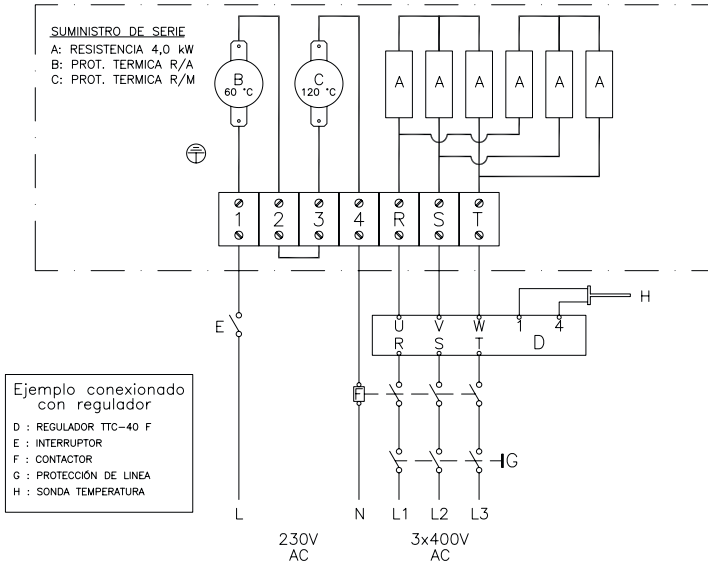 SUMINISTRO DE SERIE
A: RESISTENCIA 4,0 kW
B: PROT. TERMICA R/A
C: PROT. TERMICA R/M
B
60 °C
C
120 °C
A A A A A A
1 2 3 4 R S T
H
U V W 1 4
R S T D
E
F
G
Ejemplo conexionado
con regulador
D : REGULADOR TTC-40 F
E : INTERRUPTOR
F : CONTACTOR
G : PROTECCIÓN DE LINEA
H : SONDA TEMPERATURA
L N L1 L2 L3
230V
AC
3x400V
AC